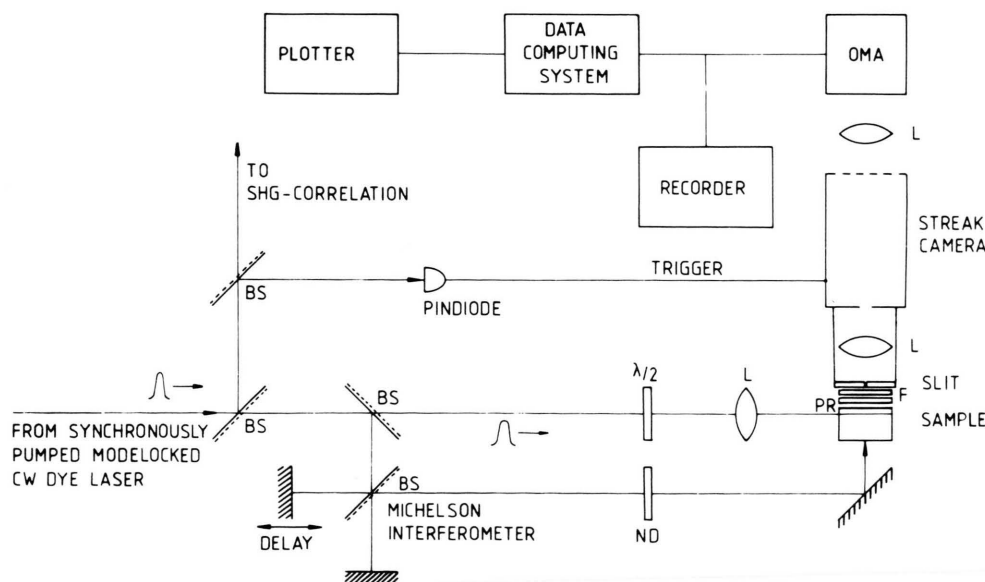 PLOTTER
DATA
COMPUTING
SYSTEM
OMA
L
RECORDER
TO
SHG-CORRELATION
STREAK
CAMERA
TRIGGER
BS
PINDIODE
L
λ/2
L
SLIT
BS
BS
PR
F
SAMPLE
FROM SYNCHRONOUSLY
PUMPED MODELOCKED
CW DYE LASER
BS
MICHELSON
INTERFEROMETER
DELAY
ND